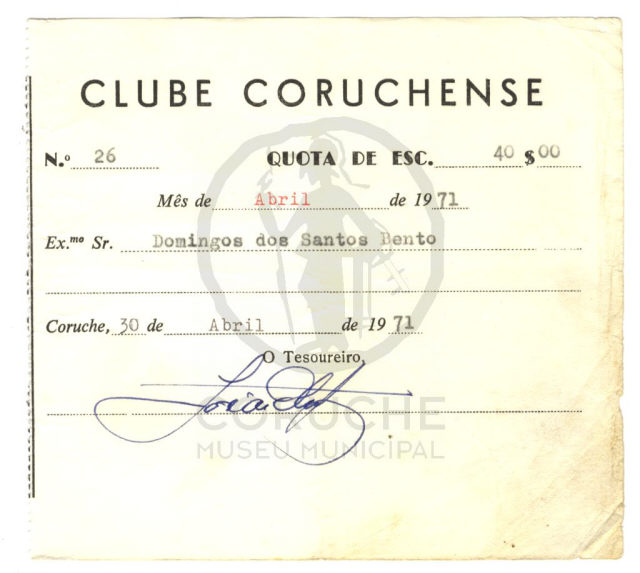 CLUBE CORUCHENSE
N.º 26 QUOTA DE ESC. 40 $ 00
Mês de Abril de 1971
Ex.mo Sr. Domingos dos Santos Bento
Coruche, 30 de Abril de 1971
O Tesoureiro,
CORUCHE
MUSEU MUNICIPAL